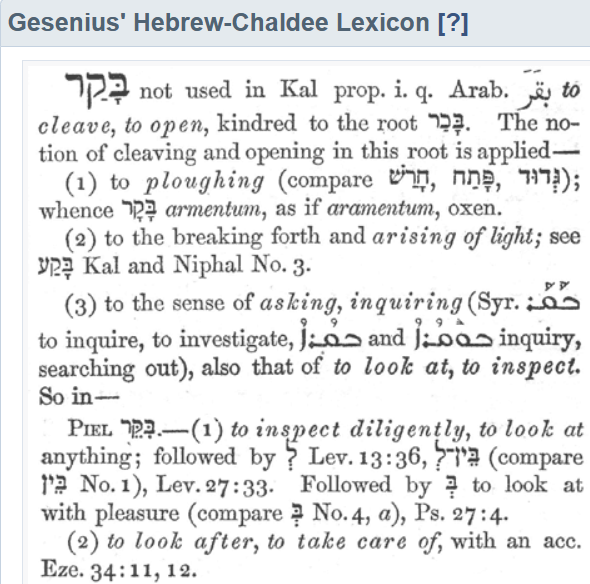 Gesenius' Hebrew-Chaldee Lexicon [?]
בָּקַר not used in Kal prop. i. q. Arab. بقر to
cleave, to open, kindred to the root בָּכַר. The no-
tion of cleaving and opening in this root is applied—
(1) to ploughing (compare חָרַשׁ, פָּתַח, גְּדוּד);
whence בָּקָר armentum, as if aramentum, oxen.
(2) to the breaking forth and arising of light; see
בָּקַע Kal and Niphal No. 3.
(3) to the sense of asking, inquiring (Syr.
to inquire, to investigate, and inquiry,
searching out), also that of to look at, to inspect.
So in—
PIEL בִּקֵּר.—(1) to inspect diligently, to look at
anything; followed by לְ Lev. 13:36, בֵּין־לְ (compare
בֵּין No. 1), Lev. 27:33. Followed by בְּ to look at
with pleasure (compare בְּ No. 4, a), Ps. 27:4.
(2) to look after, to take care of, with an acc.
Eze. 34:11, 12.